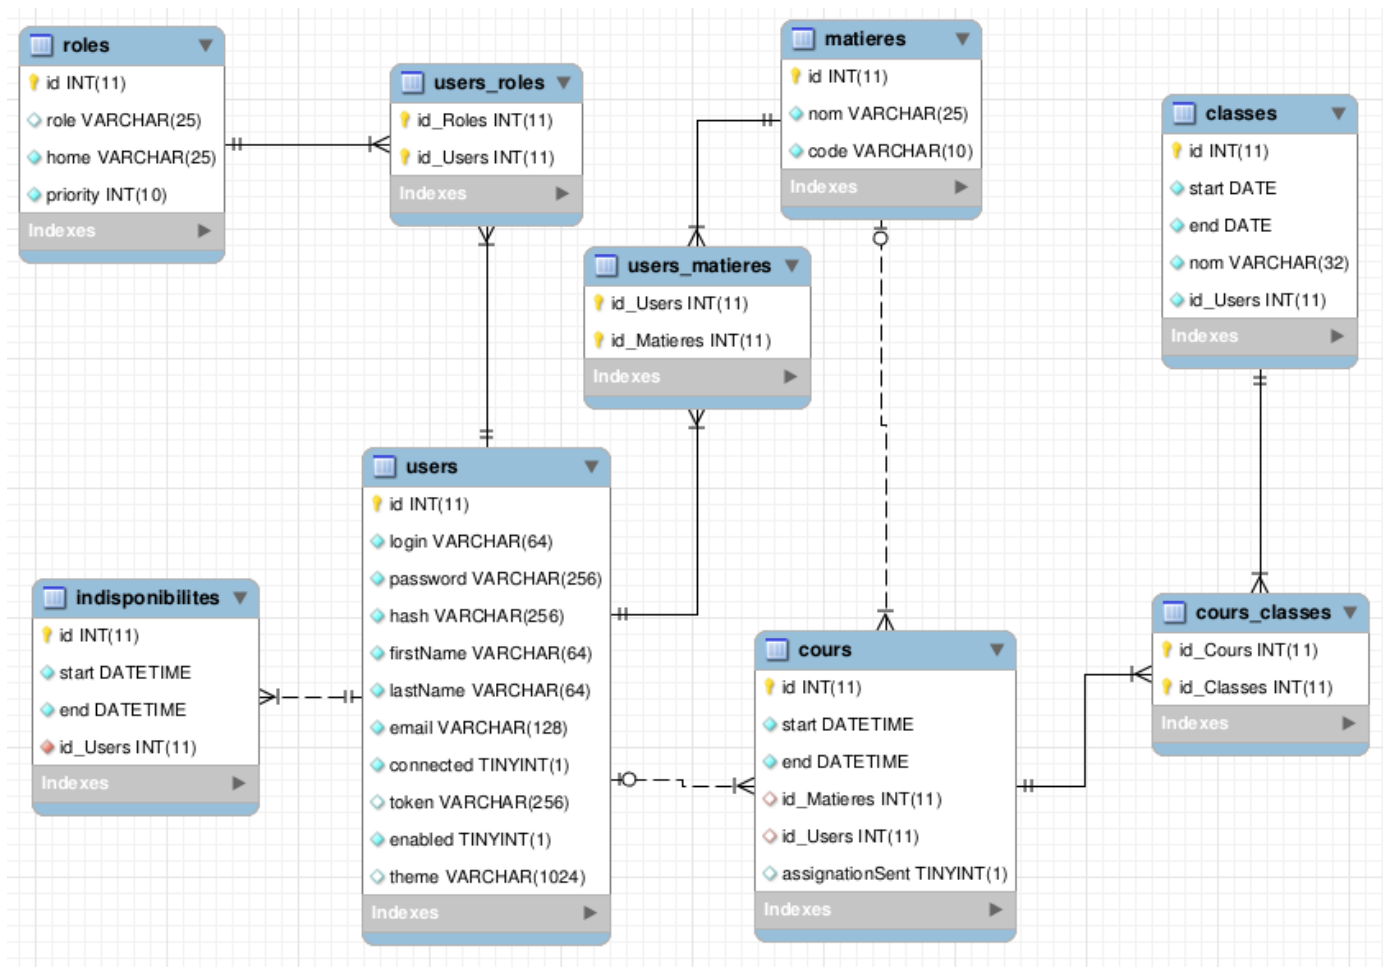 roles
id INT(11)
role VARCHAR(25)
home VARCHAR(25)
priority INT(10)
Indexes
users_roles
id_Roles INT(11)
id_Users INT(11)
Indexes
matieres
id INT(11)
nom VARCHAR(25)
code VARCHAR(10)
Indexes
classes
id INT(11)
start DATE
end DATE
nom VARCHAR(32)
id_Users INT(11)
Indexes
users_matieres
id_Users INT(11)
id_Matieres INT(11)
Indexes
users
id INT(11)
login VARCHAR(64)
password VARCHAR(256)
hash VARCHAR(256)
firstName VARCHAR(64)
lastName VARCHAR(64)
email VARCHAR(128)
connected TINYINT(1)
token VARCHAR(256)
enabled TINYINT(1)
theme VARCHAR(1024)
Indexes
indisponibilites
id INT(11)
start DATETIME
end DATETIME
id_Users INT(11)
Indexes
cours
id INT(11)
start DATETIME
end DATETIME
id_Matieres INT(11)
id_Users INT(11)
assignationSent TINYINT(1)
Indexes
cours_classes
id_Cours INT(11)
id_Classes INT(11)
Indexes